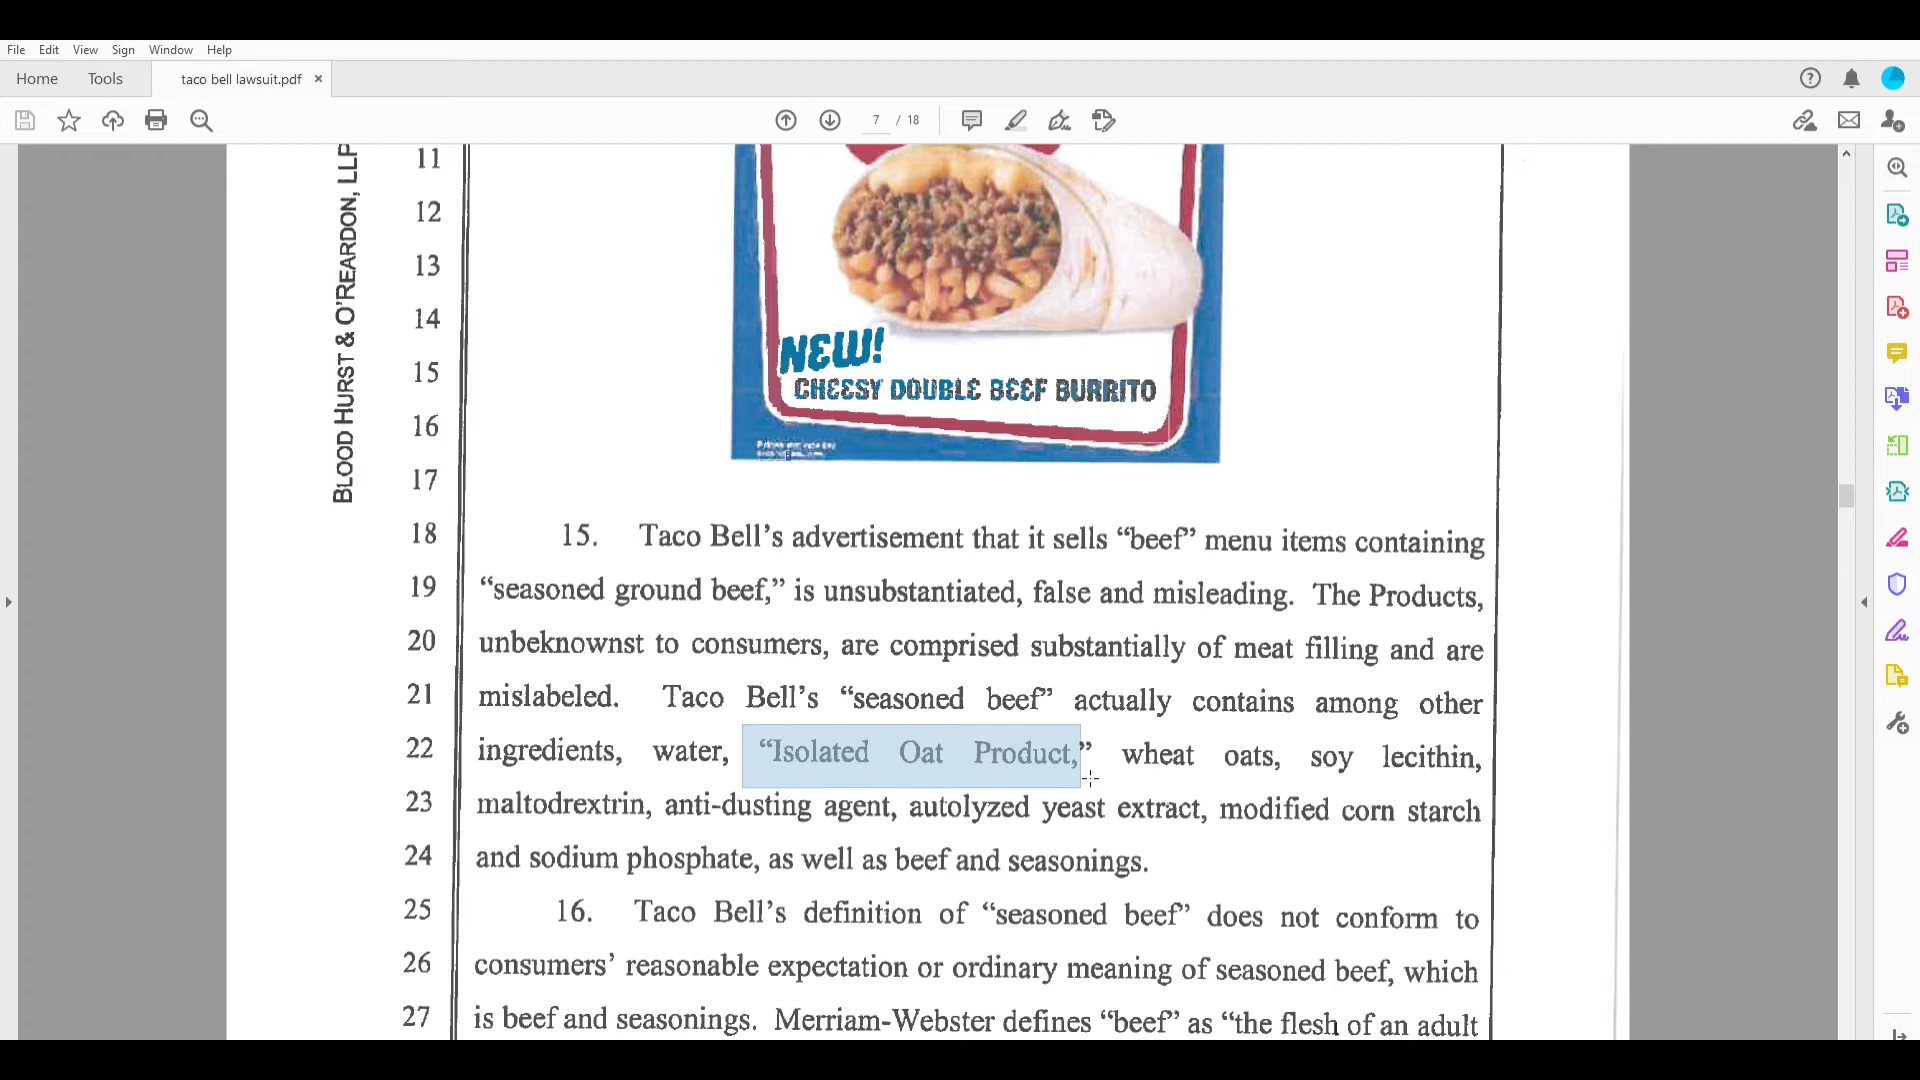 File Edit View Sign Window Help
Home Tools taco bell lawsuit.pdf ×
7 / 18
BLOOD HURST & O'REARDON, LLP
11
12
13
14
NEW!
15
CHEESY DOUBLE BEEF BURRITO
16
17
18 15. Taco Bell’s advertisement that it sells “beef” menu items containing
19 “seasoned ground beef,” is unsubstantiated, false and misleading. The Products,
20 unbeknownst to consumers, are comprised substantially of meat filling and are
21 mislabeled. Taco Bell’s “seasoned beef” actually contains among other
22 ingredients, water, “Isolated Oat Product,” wheat oats, soy lecithin,
23 maltodrextrin, anti-dusting agent, autolyzed yeast extract, modified corn starch
24 and sodium phosphate, as well as beef and seasonings.
25 16. Taco Bell’s definition of “seasoned beef” does not conform to
26 consumers’ reasonable expectation or ordinary meaning of seasoned beef, which
27 is beef and seasonings. Merriam-Webster defines “beef” as “the flesh of an adult